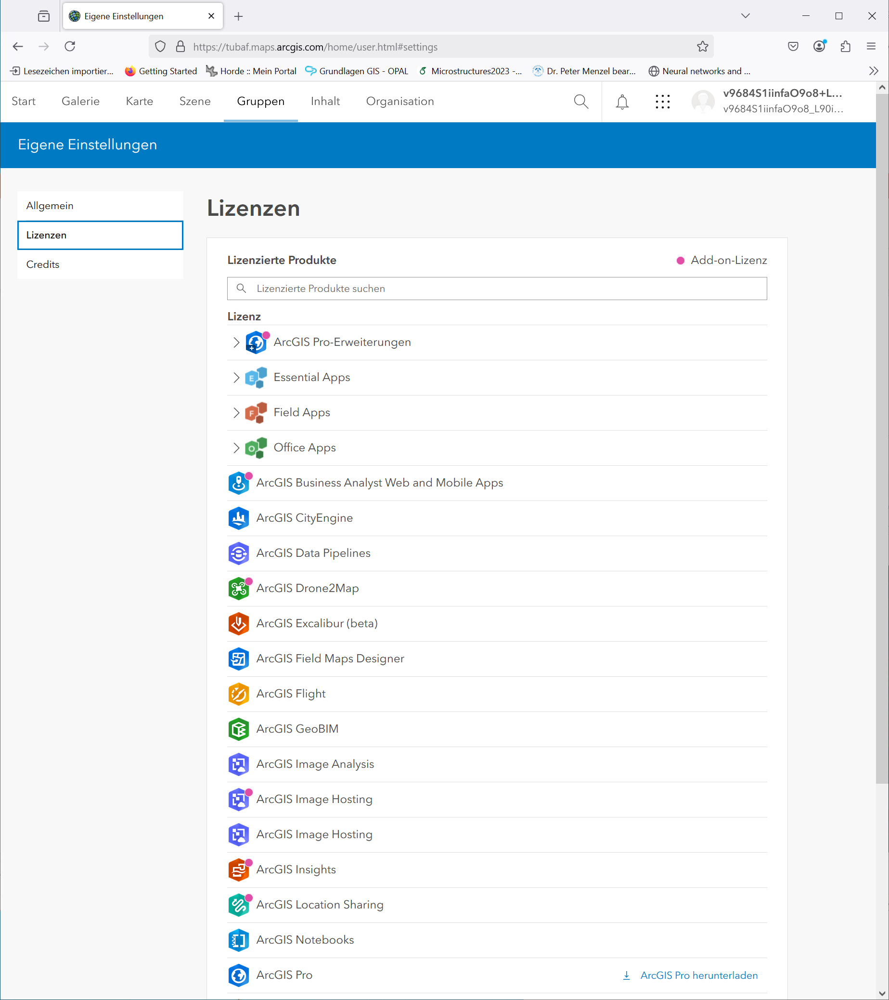 Eigene Einstellungen
https://tubaf.maps.arcgis.com/home/user.html#settings
Lesezeichen importier... Getting Started Horde :: Mein Portal Grundlagen GIS - OPAL Microstructures2023 -... Dr. Peter Menzel bear... Neural networks and ...
Start Galerie Karte Szene Gruppen Inhalt Organisation
v9684S1iinfaO9o8+L...
v9684S1iinfaO9o8_L90i...
Eigene Einstellungen
Allgemein
Lizenzen
Credits
Lizenzen
Lizenzierte Produkte Add-on-Lizenz
Lizenzierte Produkte suchen
Lizenz
ArcGIS Pro-Erweiterungen
E Essential Apps
F Field Apps
O Office Apps
ArcGIS Business Analyst Web and Mobile Apps
ArcGIS CityEngine
ArcGIS Data Pipelines
ArcGIS Drone2Map
ArcGIS Excalibur (beta)
ArcGIS Field Maps Designer
ArcGIS Flight
ArcGIS GeoBIM
ArcGIS Image Analysis
ArcGIS Image Hosting
ArcGIS Image Hosting
ArcGIS Insights
ArcGIS Location Sharing
ArcGIS Notebooks
ArcGIS Pro ArcGIS Pro herunterladen